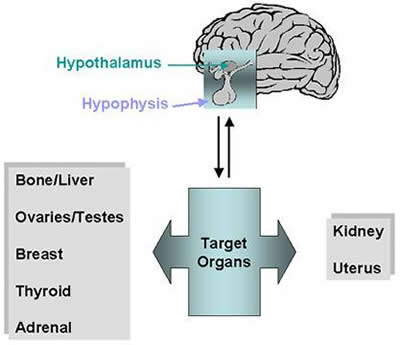 Hypothalamus
Hypophysis
Bone/Liver
Ovaries/Testes
Breast
Thyroid
Adrenal
Target
Organs
Kidney
Uterus